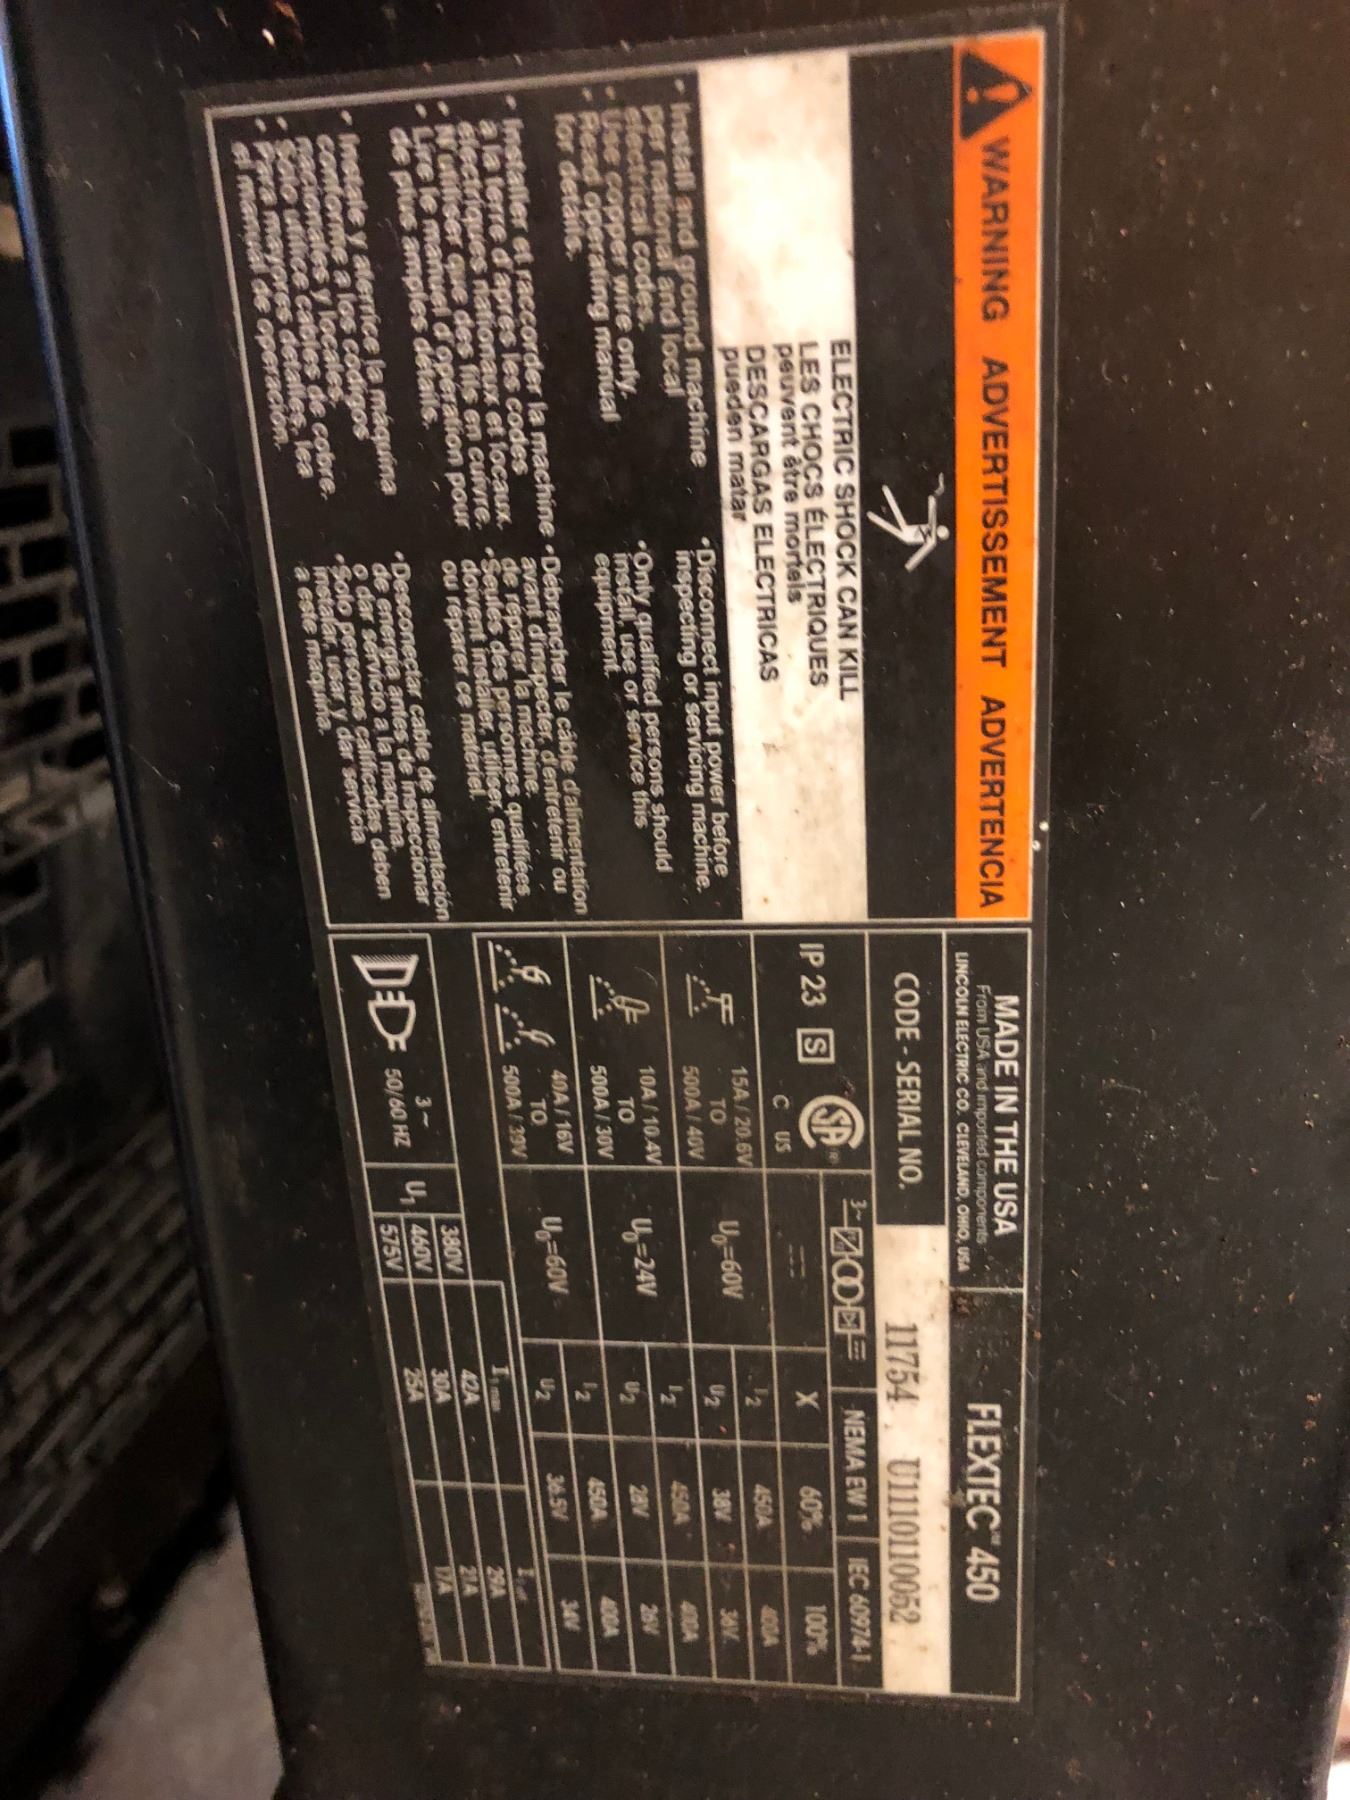 WARNING ADVERTISSEMENT ADVERTENCIA
ELECTRIC SHOCK CAN KILL
LES CHOCS ÉLECTRIQUES
peuvent être mortels
DESCARGAS ELECTRICAS
pueden matar
• Install and ground machine
per national and local
electrical codes.
• Use copper wire only.
• Read operating manual
for details.
• Disconnect input power before
inspecting or servicing machine.
• Only qualified persons should
install, use or service this
equipment.
• Installer et raccorder la machine
à la terre d'après les codes
électriques nationaux et locaux.
• N'utiliser que des fils en cuivre.
• Lire le manuel d'opération pour
de plus amples détails.
• Débrancher le câble d'alimentation
avant d'inspecter, d'entretenir ou
de réparer la machine.
• Seules des personnes qualifiées
doivent installer, utiliser, entretenir
ou réparer ce matériel.
• Instale y aterrice la máquina
conforme a los códigos
nacionales y locales.
• Sólo utilice cables de cobre.
• Para mayores detalles, lea
el manual de operación.
• Desconectar cable de alimentación
de energía antes de inspeccionar
o dar servicio a la maquina.
• Solo personas calificadas deben
instalar, usar, y dar servicia
a este maquina.
MADE IN THE USA
From USA and imported components
LINCOLN ELECTRIC CO. CLEVELAND, OHIO, USA
FLEXTEC™ 450
CODE - SERIAL NO. 11754 U1110110052
IP 23 S SA ® C US
3~ NEMA EW 1 IEC 60974-1
X 60% 100%
15A / 20.6V TO 500A / 40V
U0=60V
I2 450A 400A
U2 38V 36V
10A / 10.4V TO 500A / 30V
U0=24V
I2 450A 400A
U2 28V 26V
40A / 16V TO 500A / 39V
U0=60V
I2 450A 400A
U2 36.5V 34V
3~ 50/60 HZ
U1 I1max
380V 42A 29A
460V 30A 21A
575V 25A 17A